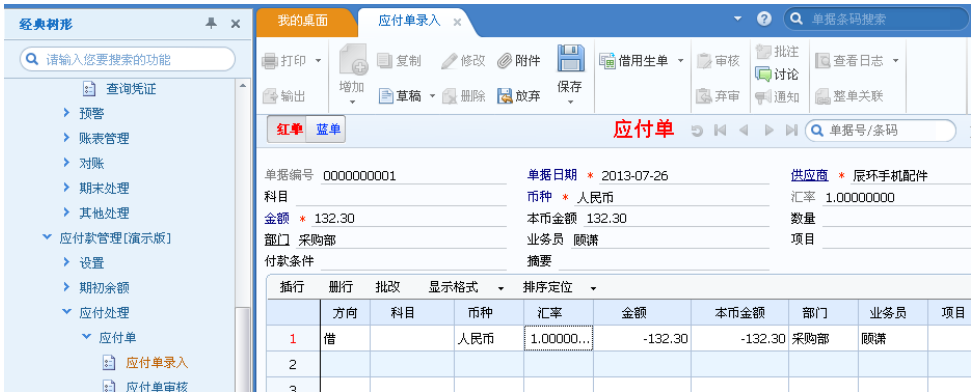 经典树形
请输入您要搜索的功能
查询凭证
预警
账表管理
对账
期末处理
其他处理
应付款管理[演示版]
设置
期初余额
应付处理
应付单
应付单录入
应付单审核
我的桌面 应付单录入
单据条码搜索
打印 复制 修改 附件 借用生单 审核 批注 查看日志
增加 保存 讨论
输出 草稿 删除 放弃 弃审 通知 整单关联
红单 蓝单 应付单 单据号/条码
单据编号 0000000001 单据日期 * 2013-07-26 供应商 * 辰环手机配件
科目 币种 * 人民币 汇率 1.00000000
金额 * 132.30 本币金额 132.30 数量
部门 采购部 业务员 顾潇 项目
付款条件 摘要
插行 删行 批改 显示格式 排序定位
方向 科目 币种 汇率 金额 本币金额 部门 业务员 项目
1 借 人民币 1.00000... -132.30 -132.30 采购部 顾潇
2
3